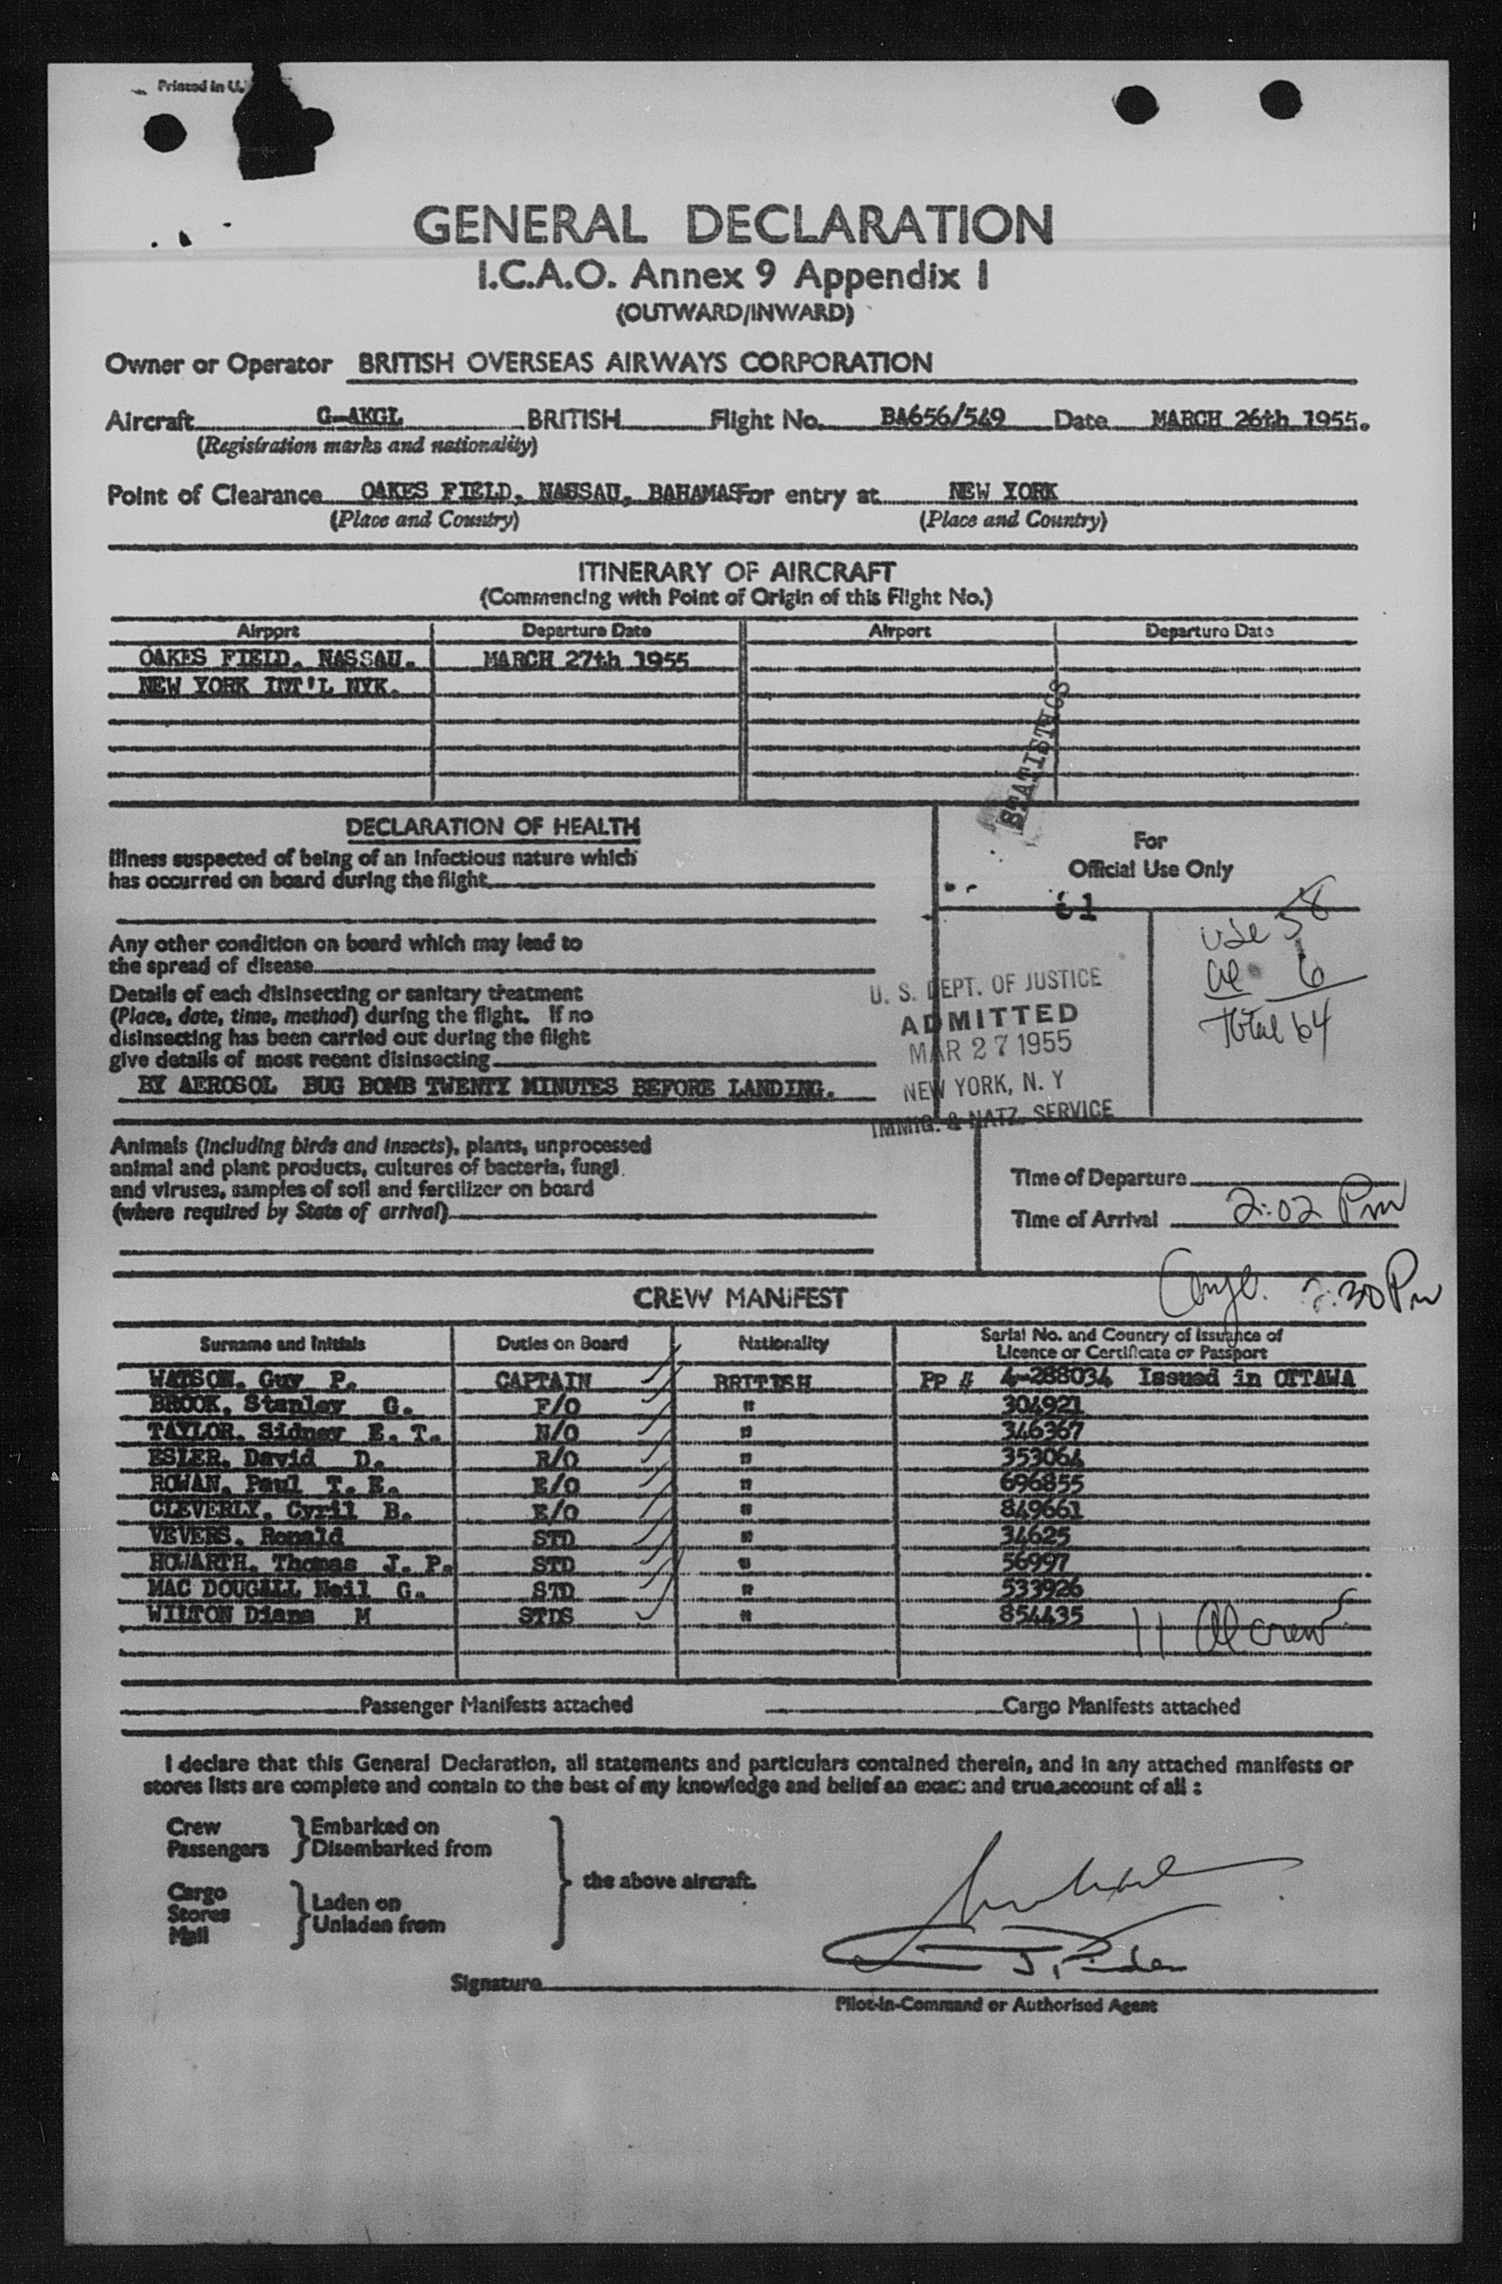 Printed in U.
GENERAL DECLARATION
I.C.A.O. Annex 9 Appendix I
(OUTWARD/INWARD)
Owner or Operator BRITISH OVERSEAS AIRWAYS CORPORATION
Aircraft G-AKGL BRITISH Flight No. BA656/549 Date MARCH 26th 1955.
(Registration marks and nationality)
Point of Clearance OAKES FIELD, NASSAU, BAHAMAS For entry at NEW YORK
(Place and Country) (Place and Country)
ITINERARY OF AIRCRAFT
(Commencing with Point of Origin of this Flight No.)
Airport Departure Date Airport Departure Date
OAKES FIELD, NASSAU. MARCH 27th 1955
NEW YORK INT'L NYK.
STATISTICS
DECLARATION OF HEALTH
Illness suspected of being of an infectious nature which
has occurred on board during the flight
For
Official Use Only
61
Any other condition on board which may lead to
the spread of disease
Details of each disinsecting or sanitary treatment
(Place, date, time, method) during the flight. If no
disinsecting has been carried out during the flight
give details of most recent disinsecting
BY AEROSOL BUG BOMB TWENTY MINUTES BEFORE LANDING.
U. S. DEPT. OF JUSTICE
ADMITTED
MAR 27 1955
NEW YORK, N. Y
IMMIG. & NATZ. SERVICE
usc 58
al 6
Total 64
Animals (including birds and insects), plants, unprocessed
animal and plant products, cultures of bacteria, fungi
and viruses, samples of soil and fertilizer on board
(where required by State of arrival)
Time of Departure
Time of Arrival 2:02 Pm
2:30 Pm
CREW MANIFEST
Surname and Initials Duties on Board Nationality Serial No. and Country of Issuance of
Licence or Certificate or Passport
WATSON, Guy P. CAPTAIN BRITISH PP # 4-288034 Issued in OTTAWA
BROOK, Stanley G. F/O " 304921
TAYLOR, Sidney E. T. N/O " 346367
ESLER, David D. R/O " 353064
ROWAN, Paul T. E. E/O " 696855
CLEVERLY, Cyril B. E/O " 849661
VEVERS, Ronald STD " 34625
HOWARTH, Thomas J. P. STD " 56997
MAC DOUGALL Neil G. STD " 533926
WILTON Diana M STDS " 854435
11 al crew
Passenger Manifests attached Cargo Manifests attached
I declare that this General Declaration, all statements and particulars contained therein, and in any attached manifests or
stores lists are complete and contain to the best of my knowledge and belief an exact and true account of all :
Crew Embarked on
Passengers Disembarked from
the above aircraft.
Cargo Laden on
Stores Unladen from
Mail
Signature
Pilot-in-Command or Authorised Agent